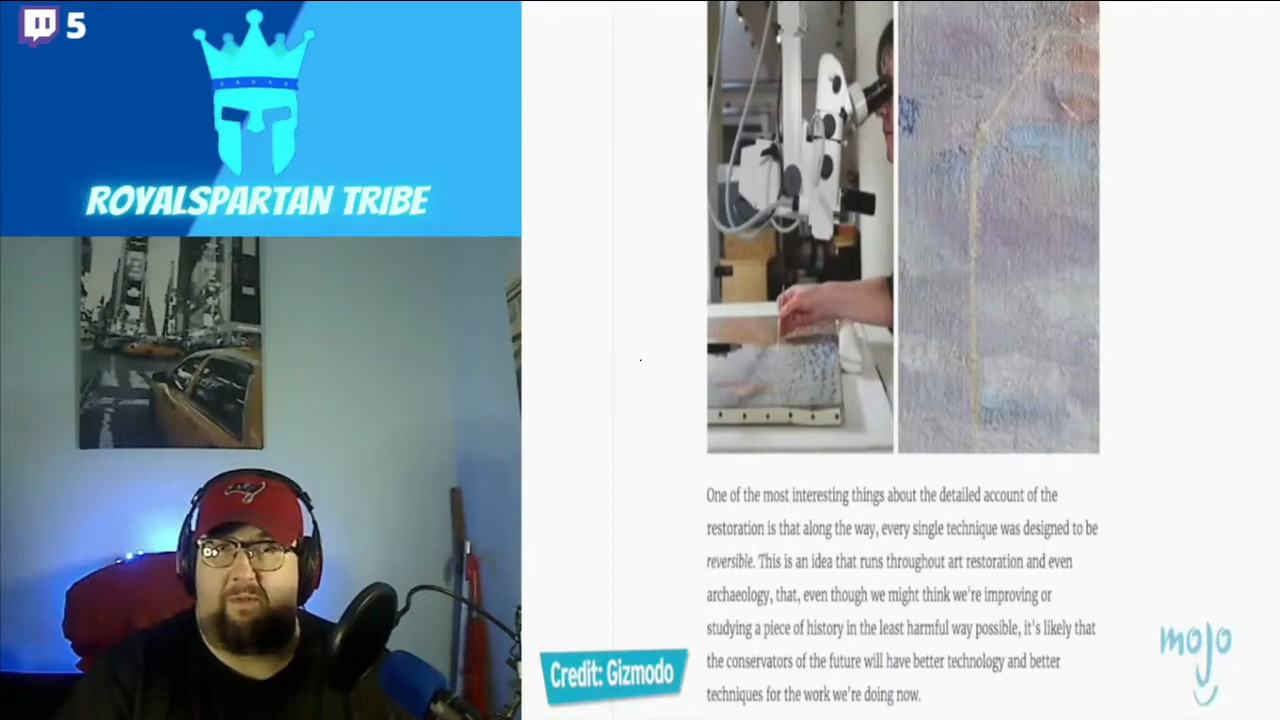 5
ROYALSPARTAN TRIBE
One of the most interesting things about the detailed account of the
restoration is that along the way, every single technique was designed to be
reversible. This is an idea that runs throughout art restoration and even
archaeology, that, even though we might think we're improving or
studying a piece of history in the least harmful way possible, it's likely that
the conservators of the future will have better technology and better
techniques for the work we're doing now.
Credit: Gizmodo
mojo